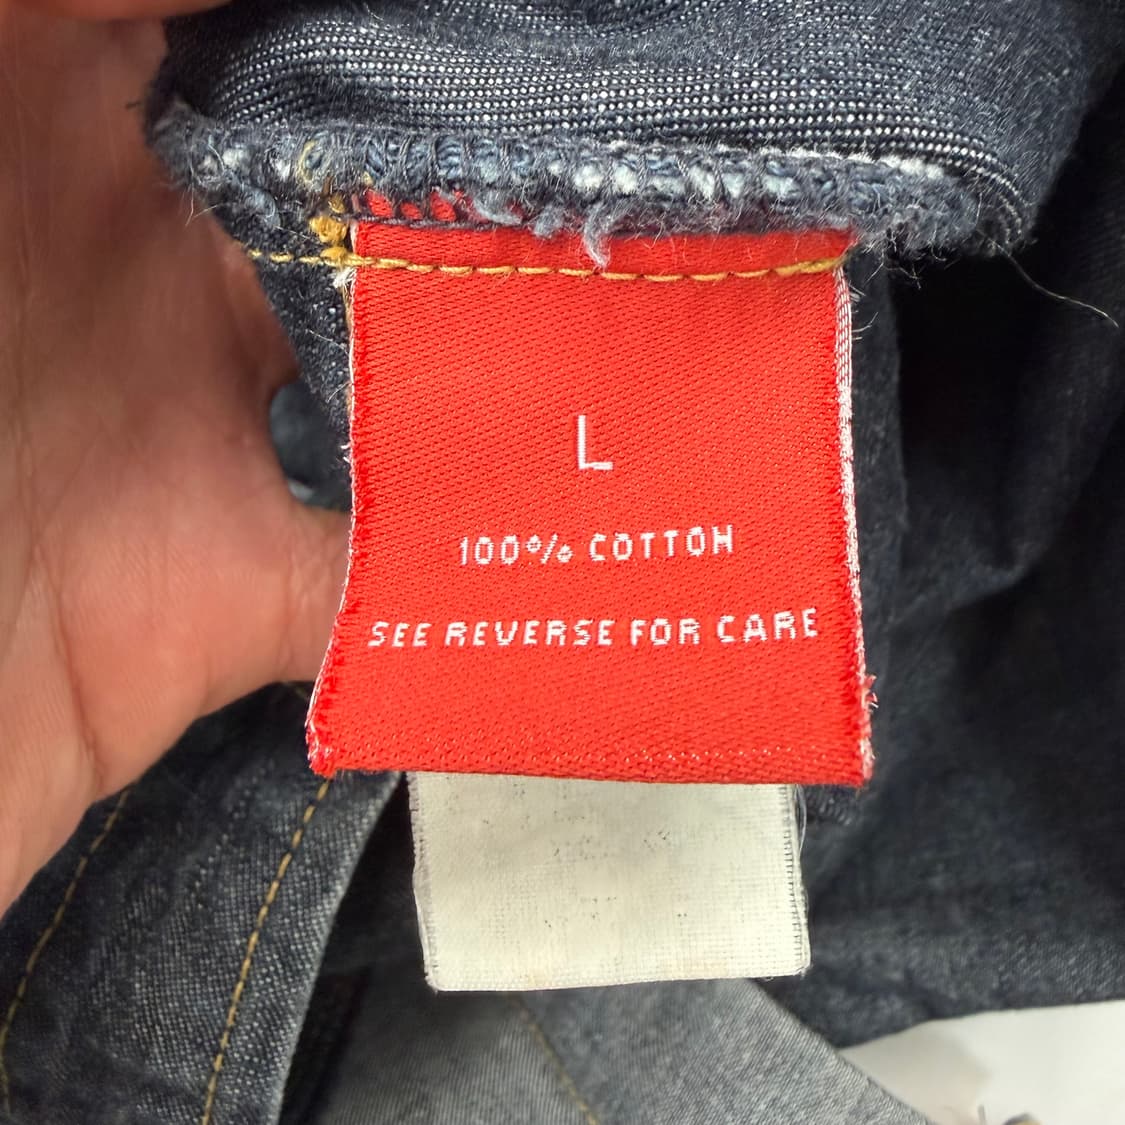 L
100% COTTON
SEE REVERSE FOR CARE